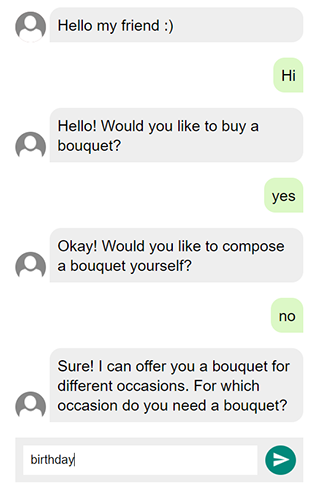 Hello my friend :)
Hi
Hello! Would you like to buy a
bouquet?
yes
Okay! Would you like to compose
a bouquet yourself?
no
Sure! I can offer you a bouquet for
different occasions. For which
occasion do you need a bouquet?
birthday